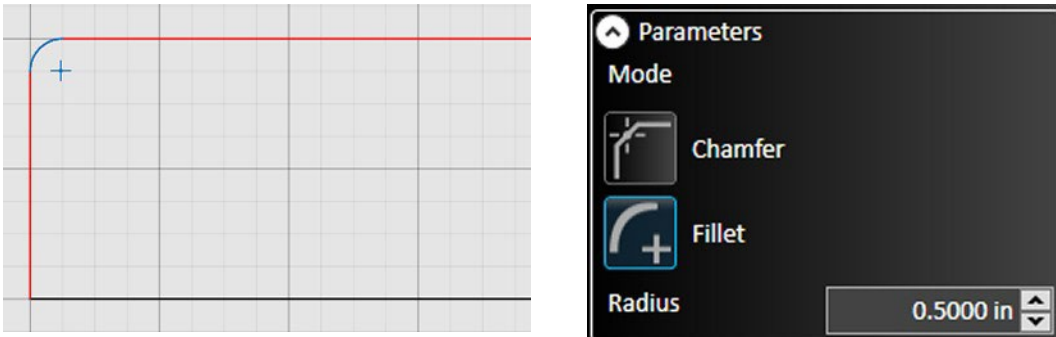 Parameters
Mode
Chamfer
Fillet
Radius 0.5000 in